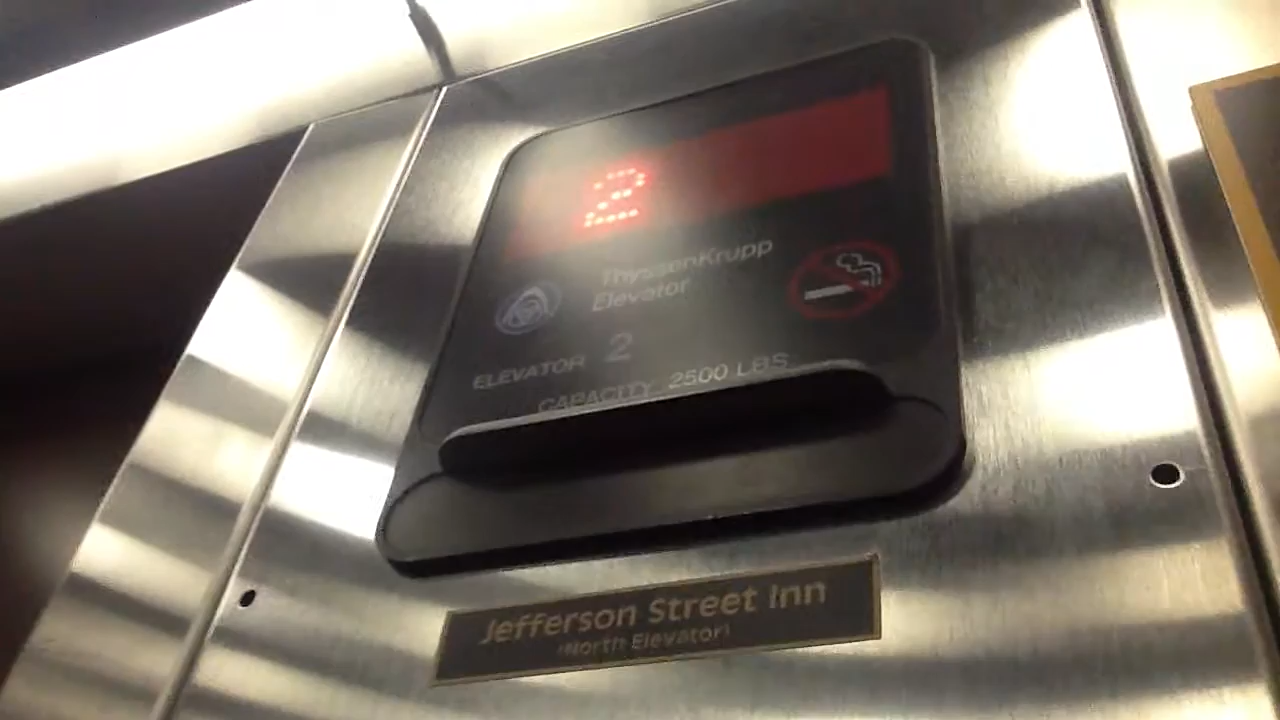 2
ThyssenKrupp
Elevator
ELEVATOR 2
CAPACITY 2500 LBS
Jefferson Street Inn
(North Elevator)